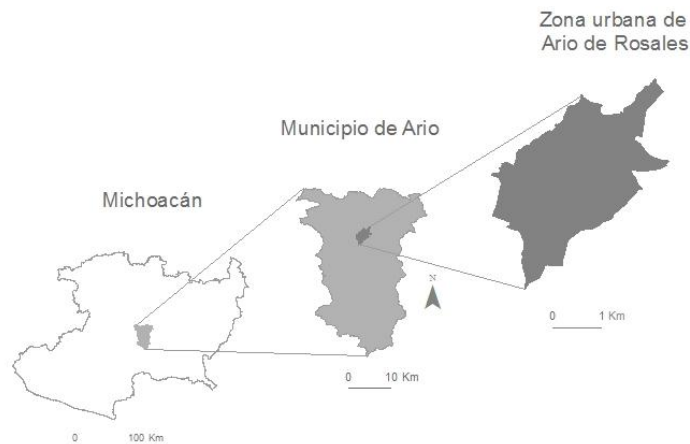 Zona urbana de
Ario de Rosales
Municipio de Ario
Michoacán
N
0 1 Km
0 10 Km
0 100 Km